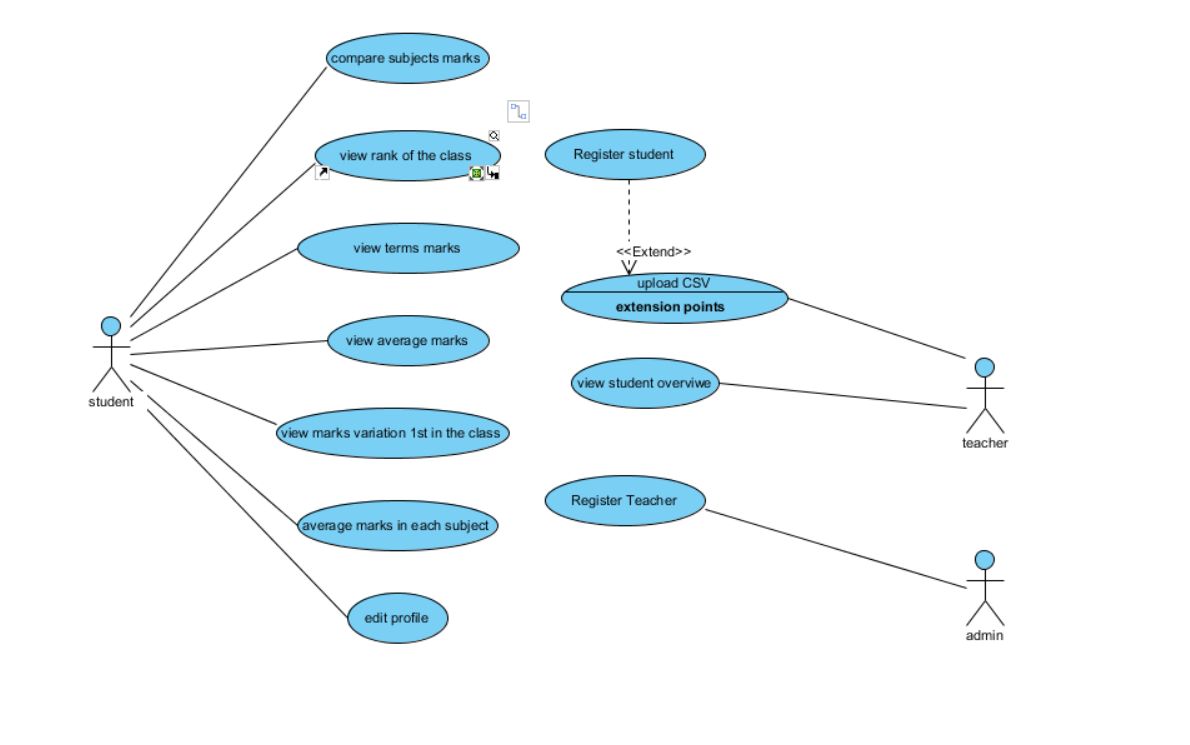 compare subjects marks
view rank of the class
Register student
view terms marks
<<Extend>>
upload CSV
extension points
view average marks
view student overviwe
student
view marks variation 1st in the class
teacher
Register Teacher
average marks in each subject
edit profile
admin